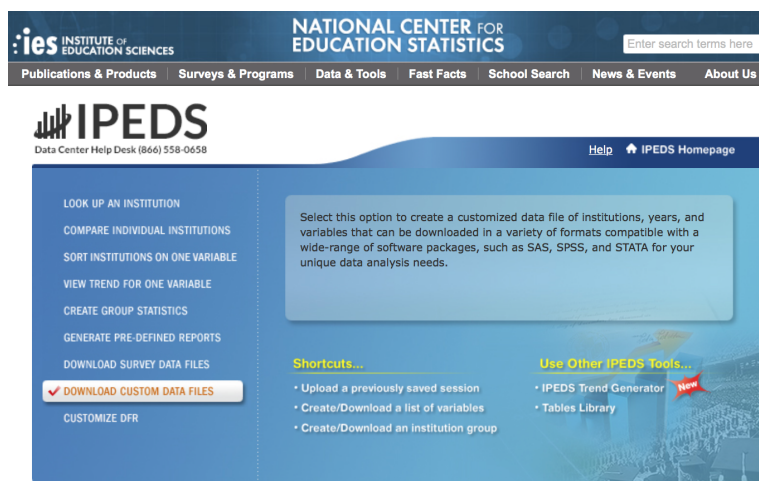 ies INSTITUTE OF
EDUCATION SCIENCES
NATIONAL CENTER FOR
EDUCATION STATISTICS
Enter search terms here
Publications & Products Surveys & Programs Data & Tools Fast Facts School Search News & Events About Us
IPEDS
Data Center Help Desk (866) 558-0658
Help IPEDS Homepage
LOOK UP AN INSTITUTION
COMPARE INDIVIDUAL INSTITUTIONS
SORT INSTITUTIONS ON ONE VARIABLE
VIEW TREND FOR ONE VARIABLE
CREATE GROUP STATISTICS
GENERATE PRE-DEFINED REPORTS
DOWNLOAD SURVEY DATA FILES
DOWNLOAD CUSTOM DATA FILES
CUSTOMIZE DFR
Select this option to create a customized data file of institutions, years, and
variables that can be downloaded in a variety of formats compatible with a
wide-range of software packages, such as SAS, SPSS, and STATA for your
unique data analysis needs.
Shortcuts...
• Upload a previously saved session
• Create/Download a list of variables
• Create/Download an institution group
Use Other IPEDS Tools...
• IPEDS Trend Generator New
• Tables Library